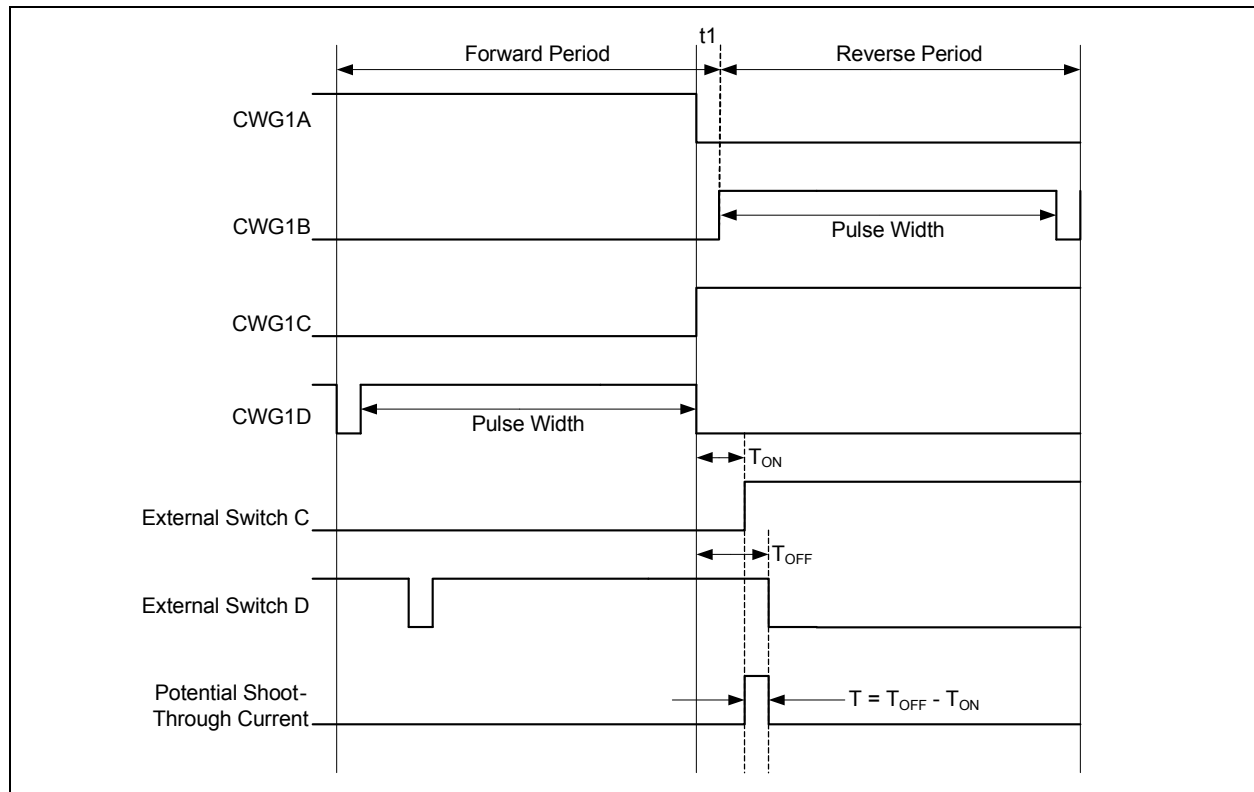 t1
Forward Period
Reverse Period
CWG1A
CWG1B
Pulse Width
CWG1C
CWG1D
Pulse Width
TON
External Switch C
TOFF
External Switch D
Potential Shoot-
Through Current
T = TOFF - TON